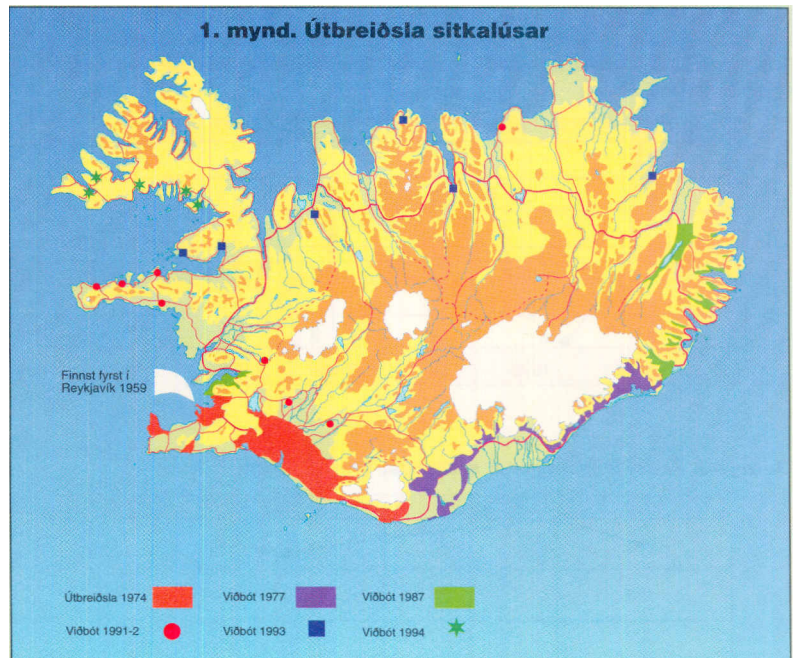 1. mynd. Útbreiðsla sitkalúsar
Finnst fyrst í
Reykjavík 1959
Útbreiðsla 1974
Viðbót 1977
Viðbót 1987
Viðbót 1991-2
Viðbót 1993
Viðbót 1994